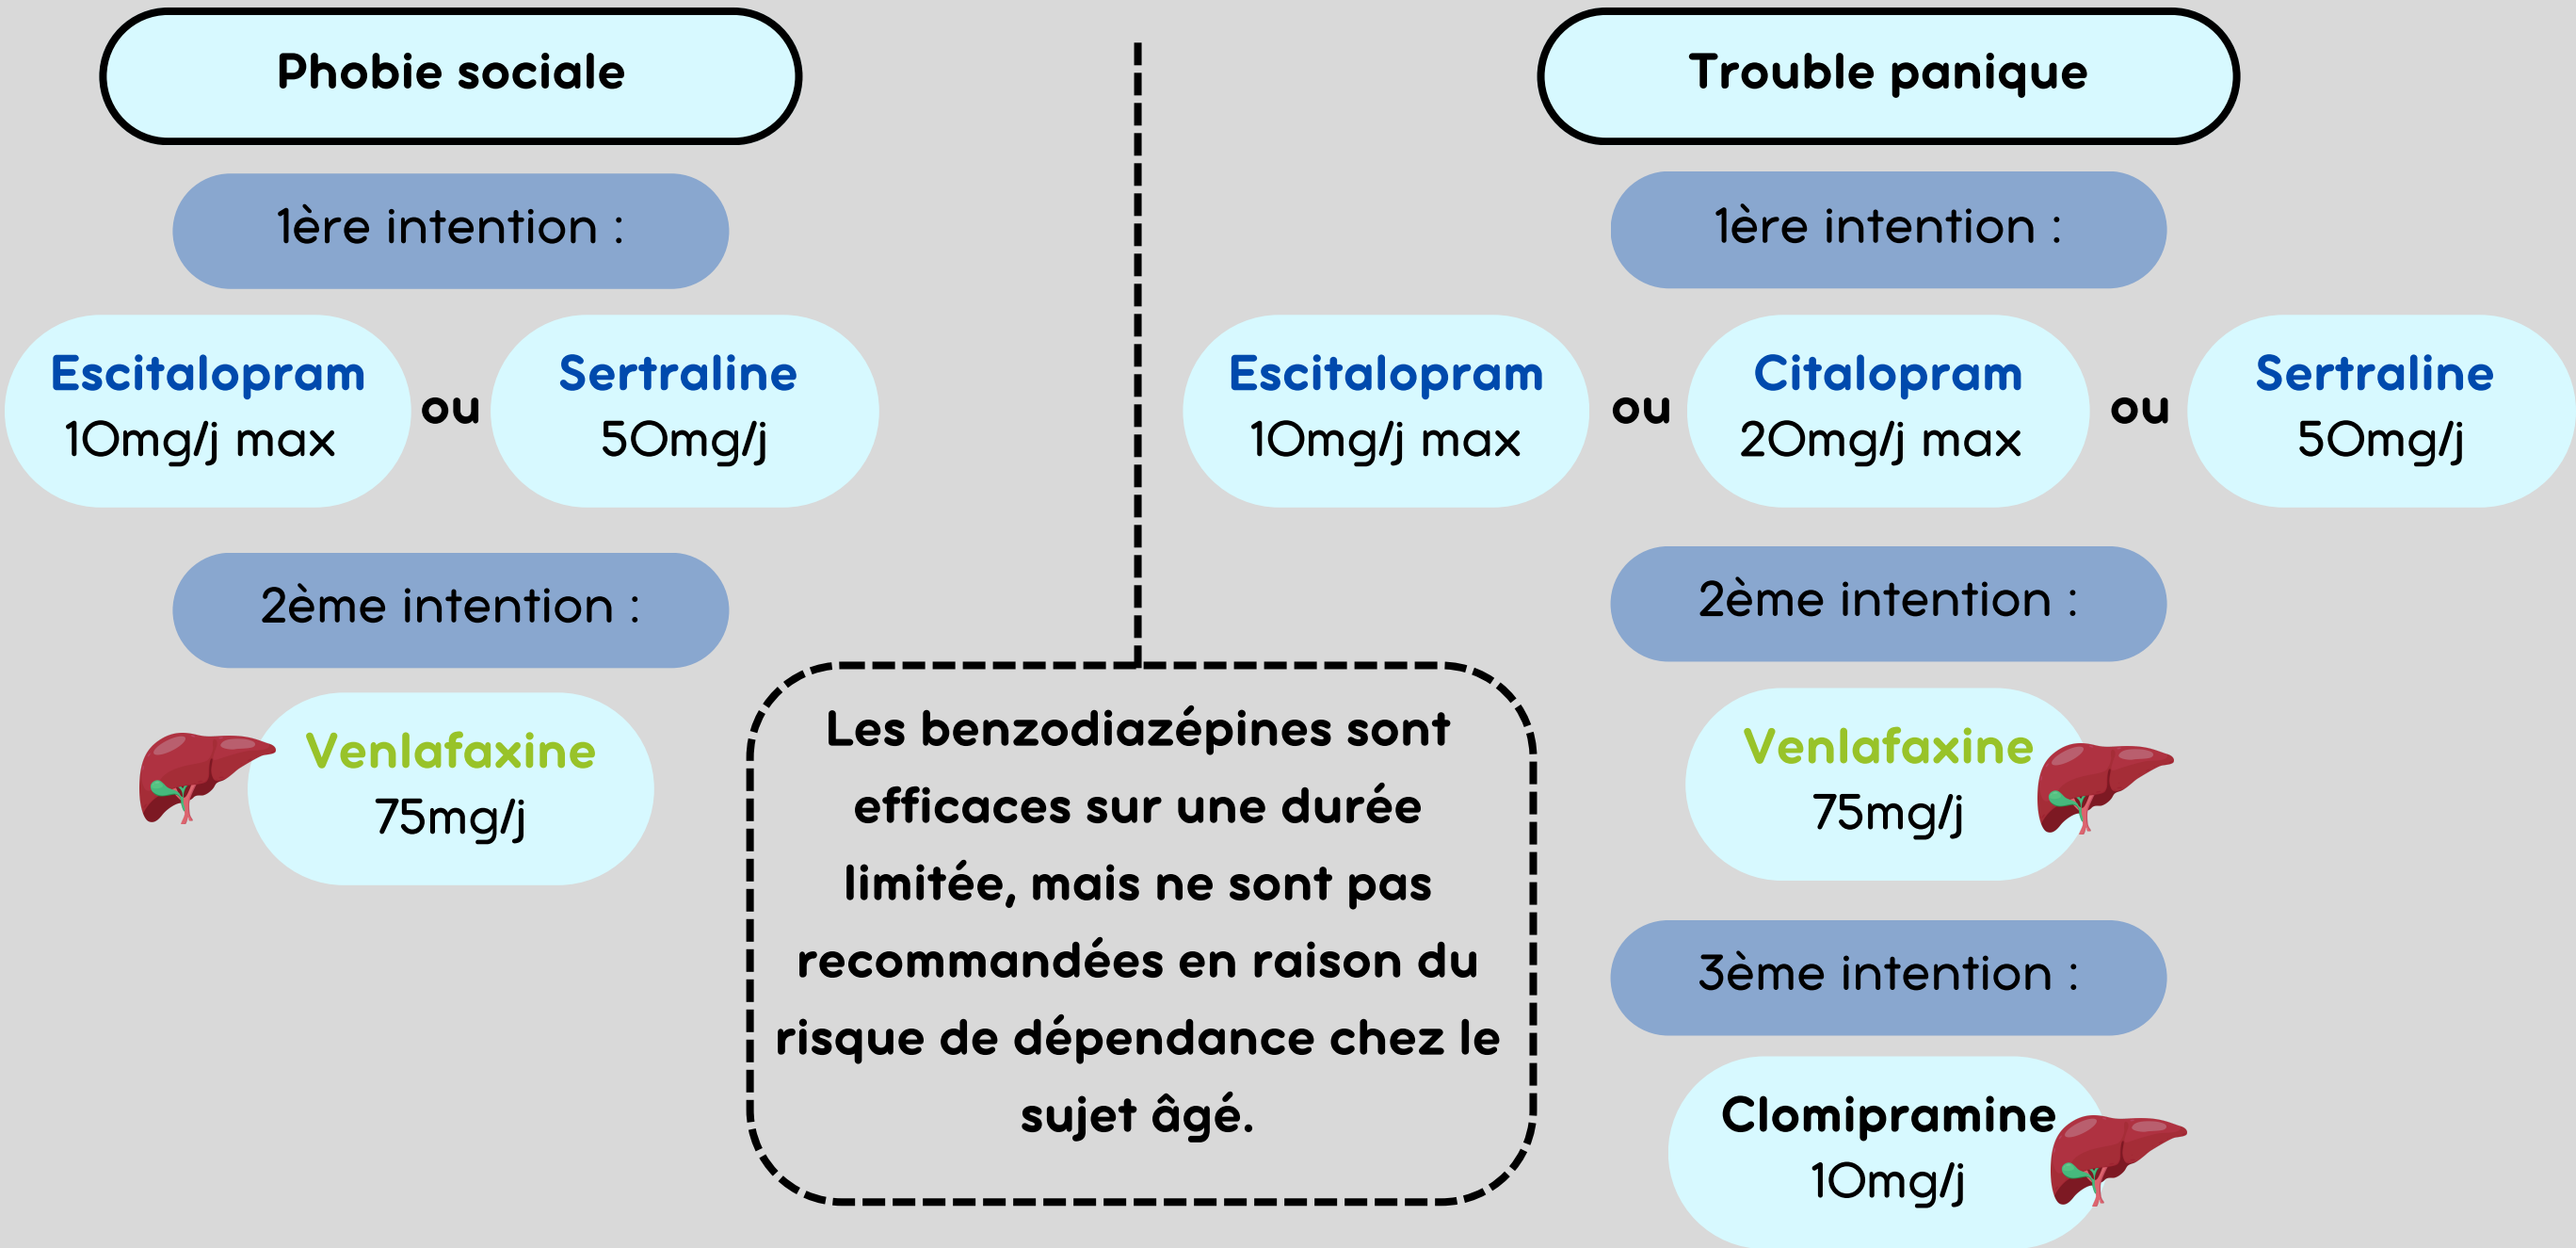 Phobie sociale
1ère intention :
Escitalopram
10mg/j max
ou
Sertraline
50mg/j
2ème intention :
Venlafaxine
75mg/j
Les benzodiazépines sont
efficaces sur une durée
limitée, mais ne sont pas
recommandées en raison du
risque de dépendance chez le
sujet âgé.
Trouble panique
1ère intention :
Escitalopram
10mg/j max
ou
Citalopram
20mg/j max
ou
Sertraline
50mg/j
2ème intention :
Venlafaxine
75mg/j
3ème intention :
Clomipramine
10mg/j